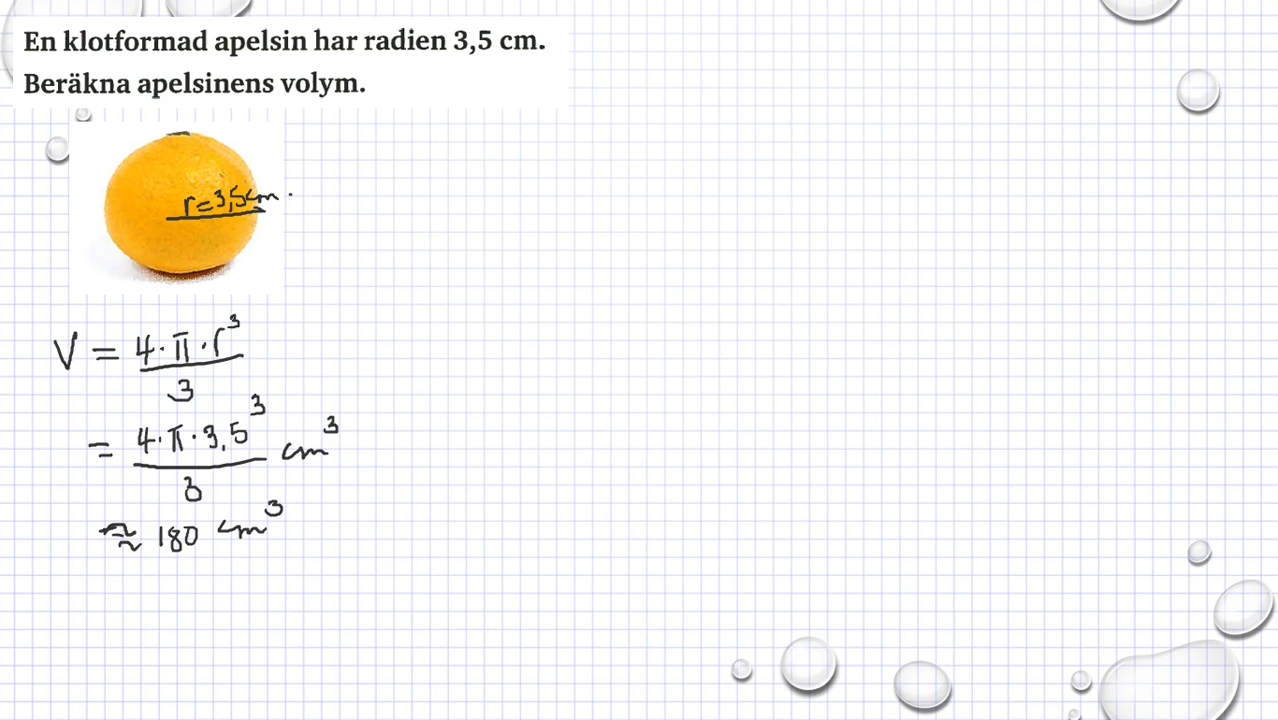 En klotformad apelsin har radien 3,5 cm.
Beräkna apelsinens volym.
r=3,5cm.
V = 4·π·r³
3
= 4·π·3,5³ cm³
3
≈ 180 cm³